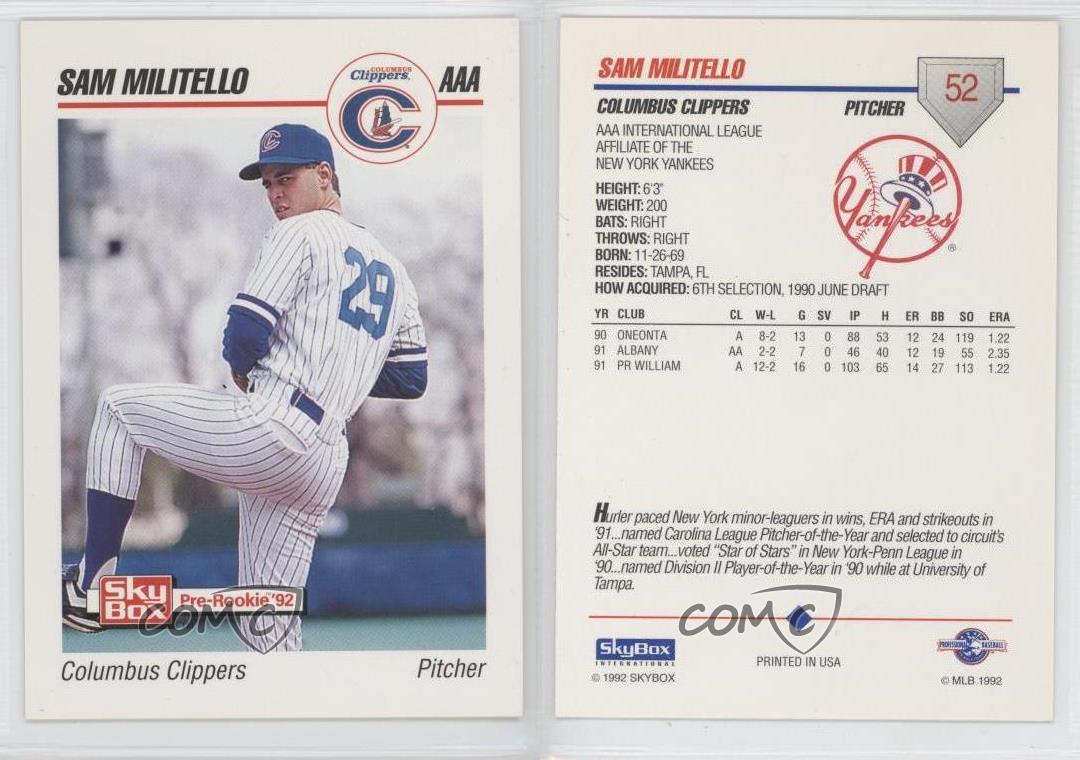 SAM MILITELLO
AAA
COLUMBUS
Clippers
C
C
29
SkyBox
Pre-Rookie™'92
COMC
Columbus Clippers
Pitcher
SAM MILITELLO
52
COLUMBUS CLIPPERS
PITCHER
AAA INTERNATIONAL LEAGUE
AFFILIATE OF THE
NEW YORK YANKEES
Yankees
®
HEIGHT: 6'3"
WEIGHT: 200
BATS: RIGHT
THROWS: RIGHT
BORN: 11-26-69
RESIDES: TAMPA, FL
HOW ACQUIRED: 6TH SELECTION, 1990 JUNE DRAFT
YR CLUB CL W-L G SV IP H ER BB SO ERA
90 ONEONTA A 8-2 13 0 88 53 12 24 119 1.22
91 ALBANY AA 2-2 7 0 46 40 12 19 55 2.35
91 PR WILLIAM A 12-2 16 0 103 65 14 27 113 1.22
Hurler paced New York minor-leaguers in wins, ERA and strikeouts in
'91...named Carolina League Pitcher-of-the-Year and selected to circuit's
All-Star team...voted "Star of Stars" in New York-Penn League in
'90...named Division II Player-of-the-Year in '90 while at University of
Tampa.
COMC
SkyBox
INTERNATIONAL
© 1992 SKYBOX
PRINTED IN USA
PROFESSIONAL BASEBALL
© MLB 1992